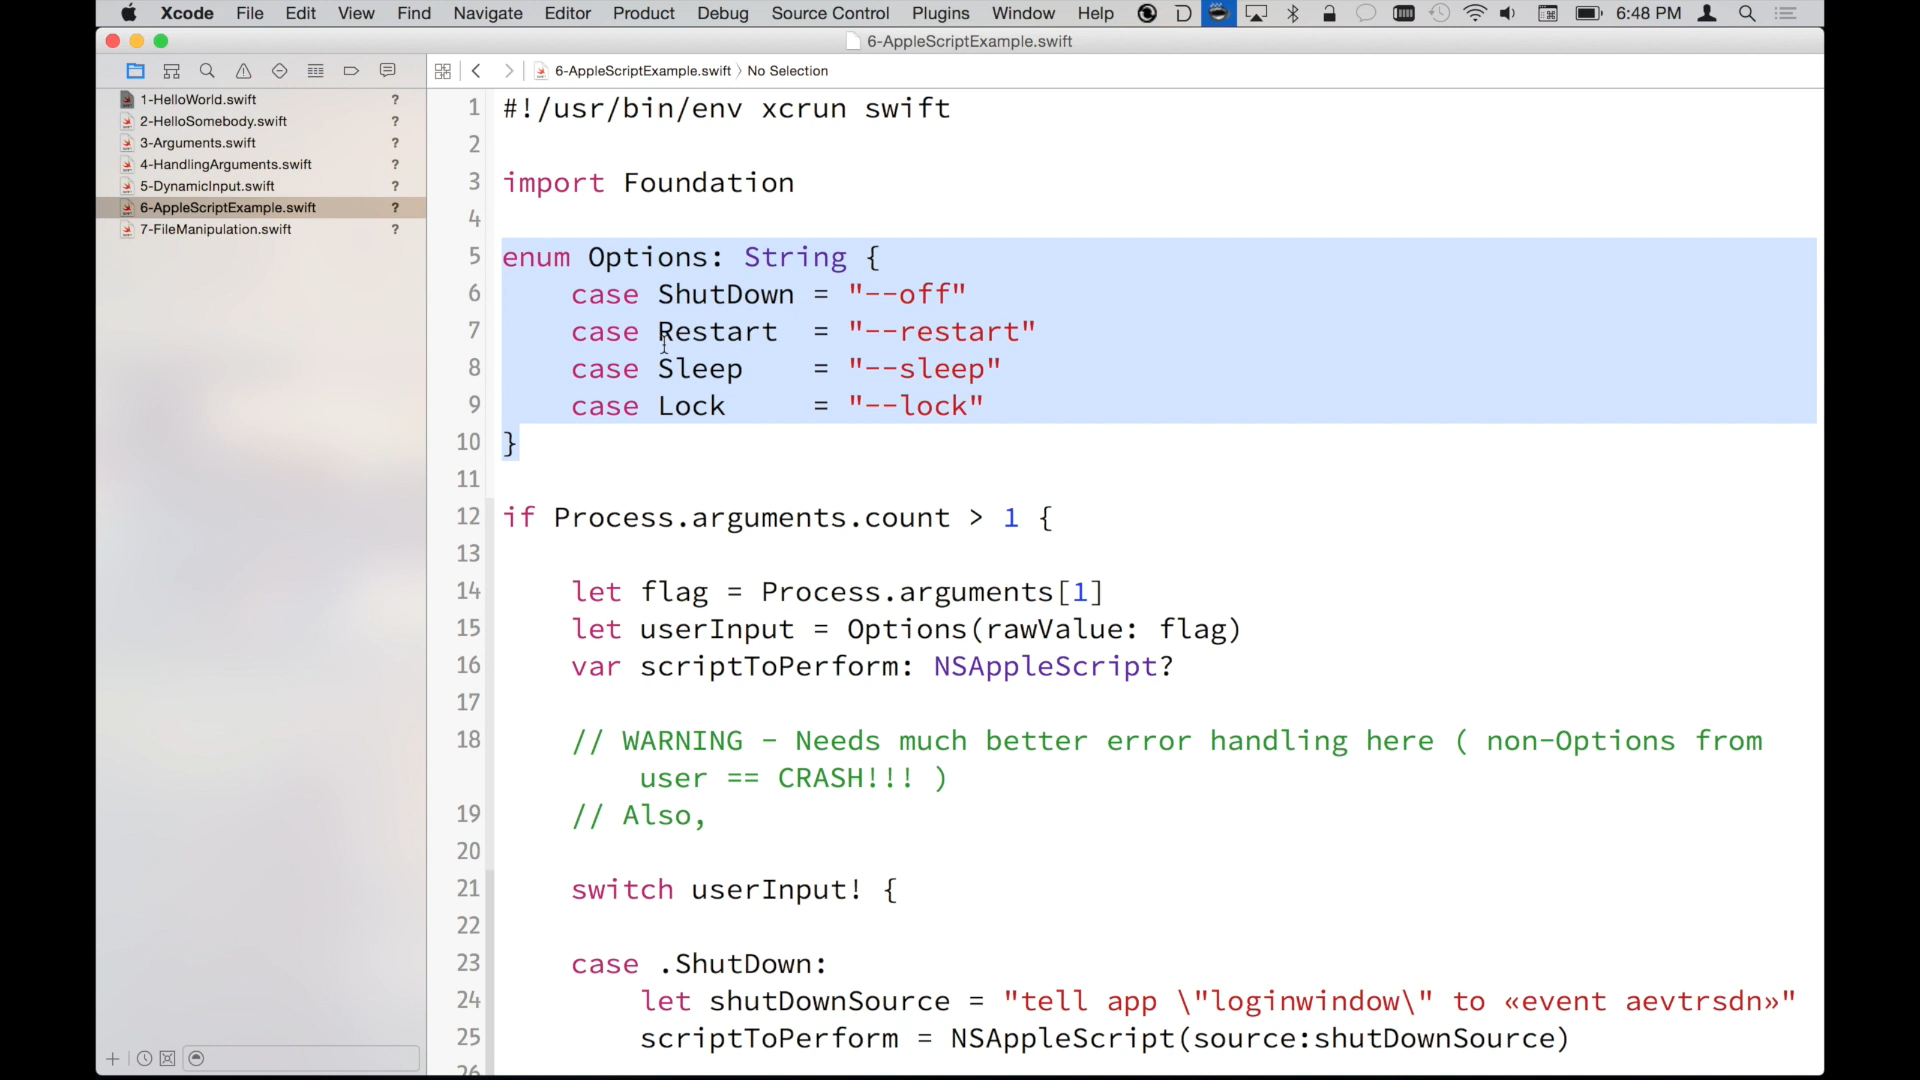 Xcode File Edit View Find Navigate Editor Product Debug Source Control Plugins Window Help 6:48 PM
6-AppleScriptExample.swift
6-AppleScriptExample.swift 〉 No Selection
1-HelloWorld.swift ?
2-HelloSomebody.swift ?
3-Arguments.swift ?
4-HandlingArguments.swift ?
5-DynamicInput.swift ?
6-AppleScriptExample.swift ?
7-FileManipulation.swift ?
1 #!/usr/bin/env xcrun swift
2
3 import Foundation
4
5 enum Options: String {
6 case ShutDown = "--off"
7 case Restart = "--restart"
8 case Sleep = "--sleep"
9 case Lock = "--lock"
10 }
11
12 if Process.arguments.count > 1 {
13
14 let flag = Process.arguments[1]
15 let userInput = Options(rawValue: flag)
16 var scriptToPerform: NSAppleScript?
17
18 // WARNING - Needs much better error handling here ( non-Options from
user == CRASH!!! )
19 // Also,
20
21 switch userInput! {
22
23 case .ShutDown:
24 let shutDownSource = "tell app \"loginwindow\" to «event aevtrsdn»"
25 scriptToPerform = NSAppleScript(source:shutDownSource)
26